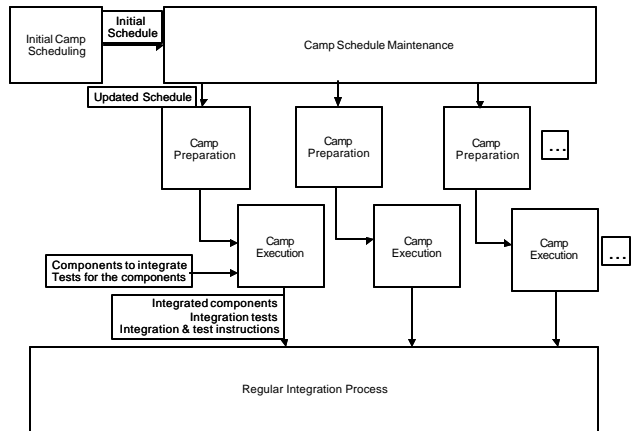 Initial Camp
Scheduling
Initial
Schedule
Camp Schedule Maintenance
Updated Schedule
Camp
Preparation
Camp
Preparation
Camp
Preparation
...
Camp
Execution
Camp
Execution
Camp
Execution
...
Components to integrate
Tests for the components
Integrated components
Integration tests
Integration & test instructions
Regular Integration Process